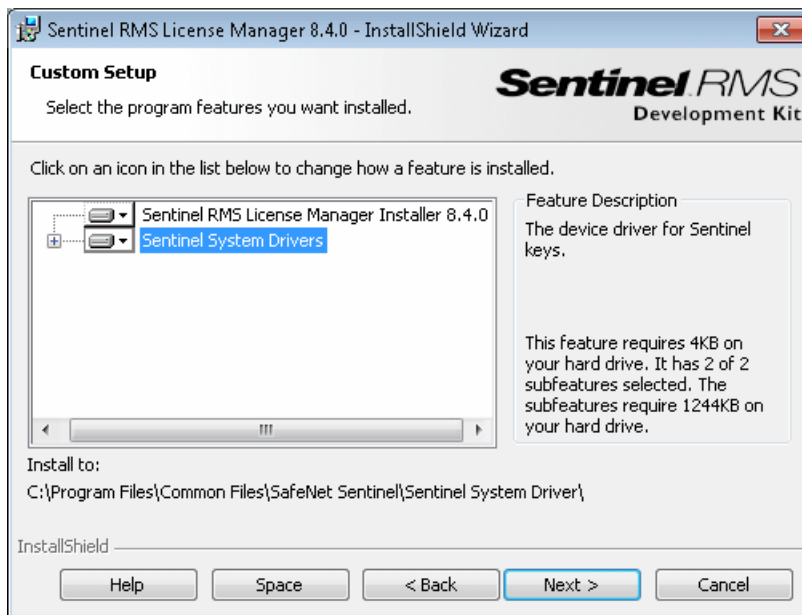 Sentinel RMS License Manager 8.4.0 - InstallShield Wizard
Custom Setup
Select the program features you want installed.
Sentinel RMS
Development Kit
Click on an icon in the list below to change how a feature is installed.
Sentinel RMS License Manager Installer 8.4.0
Sentinel System Drivers
Feature Description
The device driver for Sentinel
keys.
This feature requires 4KB on
your hard drive. It has 2 of 2
subfeatures selected. The
subfeatures require 1244KB on
your hard drive.
Install to:
C:\Program Files\Common Files\SafeNet Sentinel\Sentinel System Driver\
InstallShield
Help
Space
< Back
Next >
Cancel